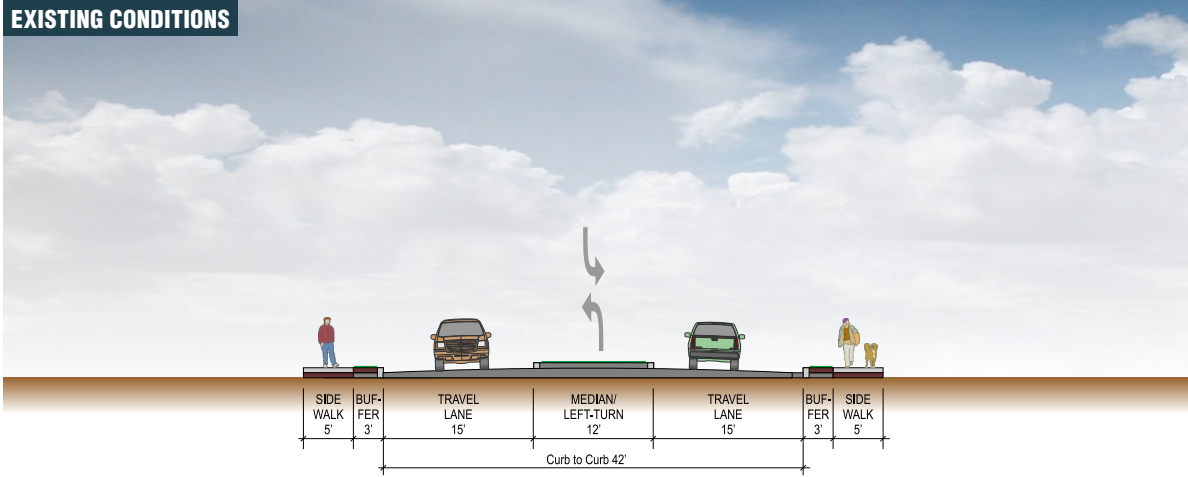 EXISTING CONDITIONS
SIDE
WALK
5'
BUF-
FER
3'
TRAVEL
LANE
15'
MEDIAN/
LEFT-TURN
12'
TRAVEL
LANE
15'
BUF-
FER
3'
SIDE
WALK
5'
Curb to Curb 42'